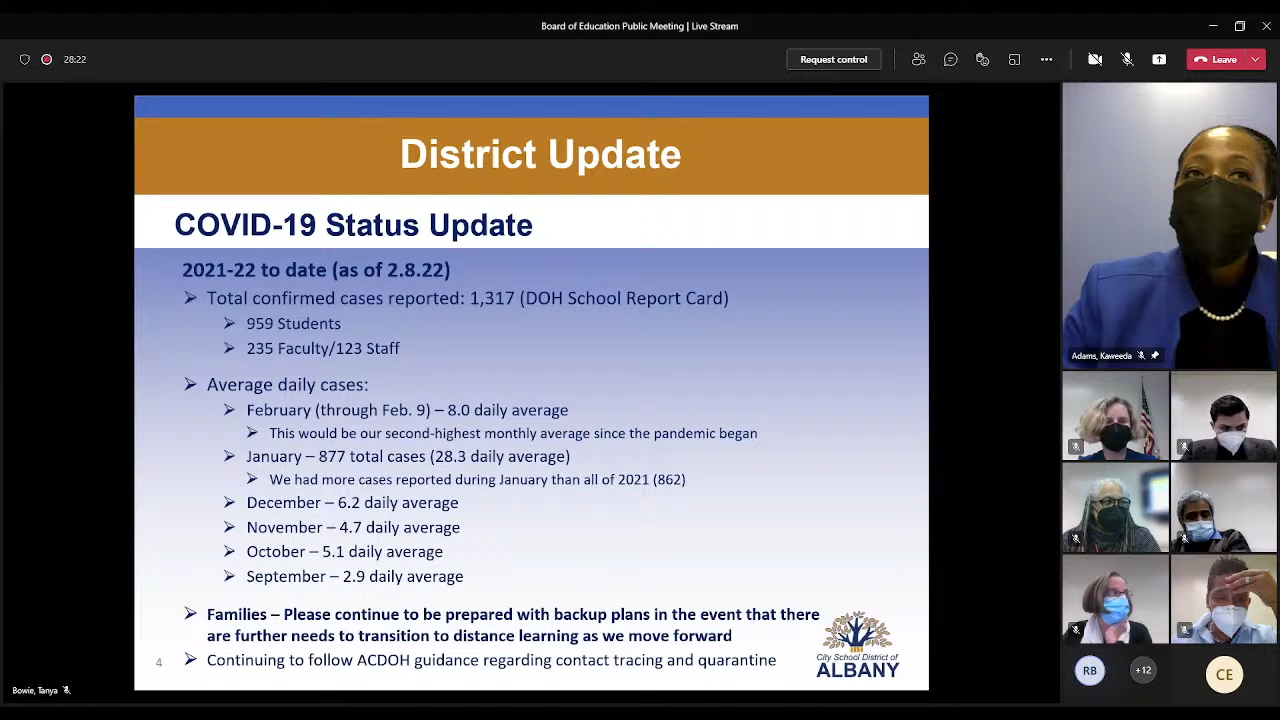 Board of Education Public Meeting | Live Stream
28:22
Request control
Leave
District Update
COVID-19 Status Update
2021-22 to date (as of 2.8.22)
Total confirmed cases reported: 1,317 (DOH School Report Card)
959 Students
235 Faculty/123 Staff
Average daily cases:
February (through Feb. 9) – 8.0 daily average
This would be our second-highest monthly average since the pandemic began
January – 877 total cases (28.3 daily average)
We had more cases reported during January than all of 2021 (862)
December – 6.2 daily average
November – 4.7 daily average
October – 5.1 daily average
September – 2.9 daily average
Families – Please continue to be prepared with backup plans in the event that there
are further needs to transition to distance learning as we move forward
Continuing to follow ACDOH guidance regarding contact tracing and quarantine
4
City School District of
ALBANY
Bowie, Tanya
Adams, Kaweeda
RB
+12
CE